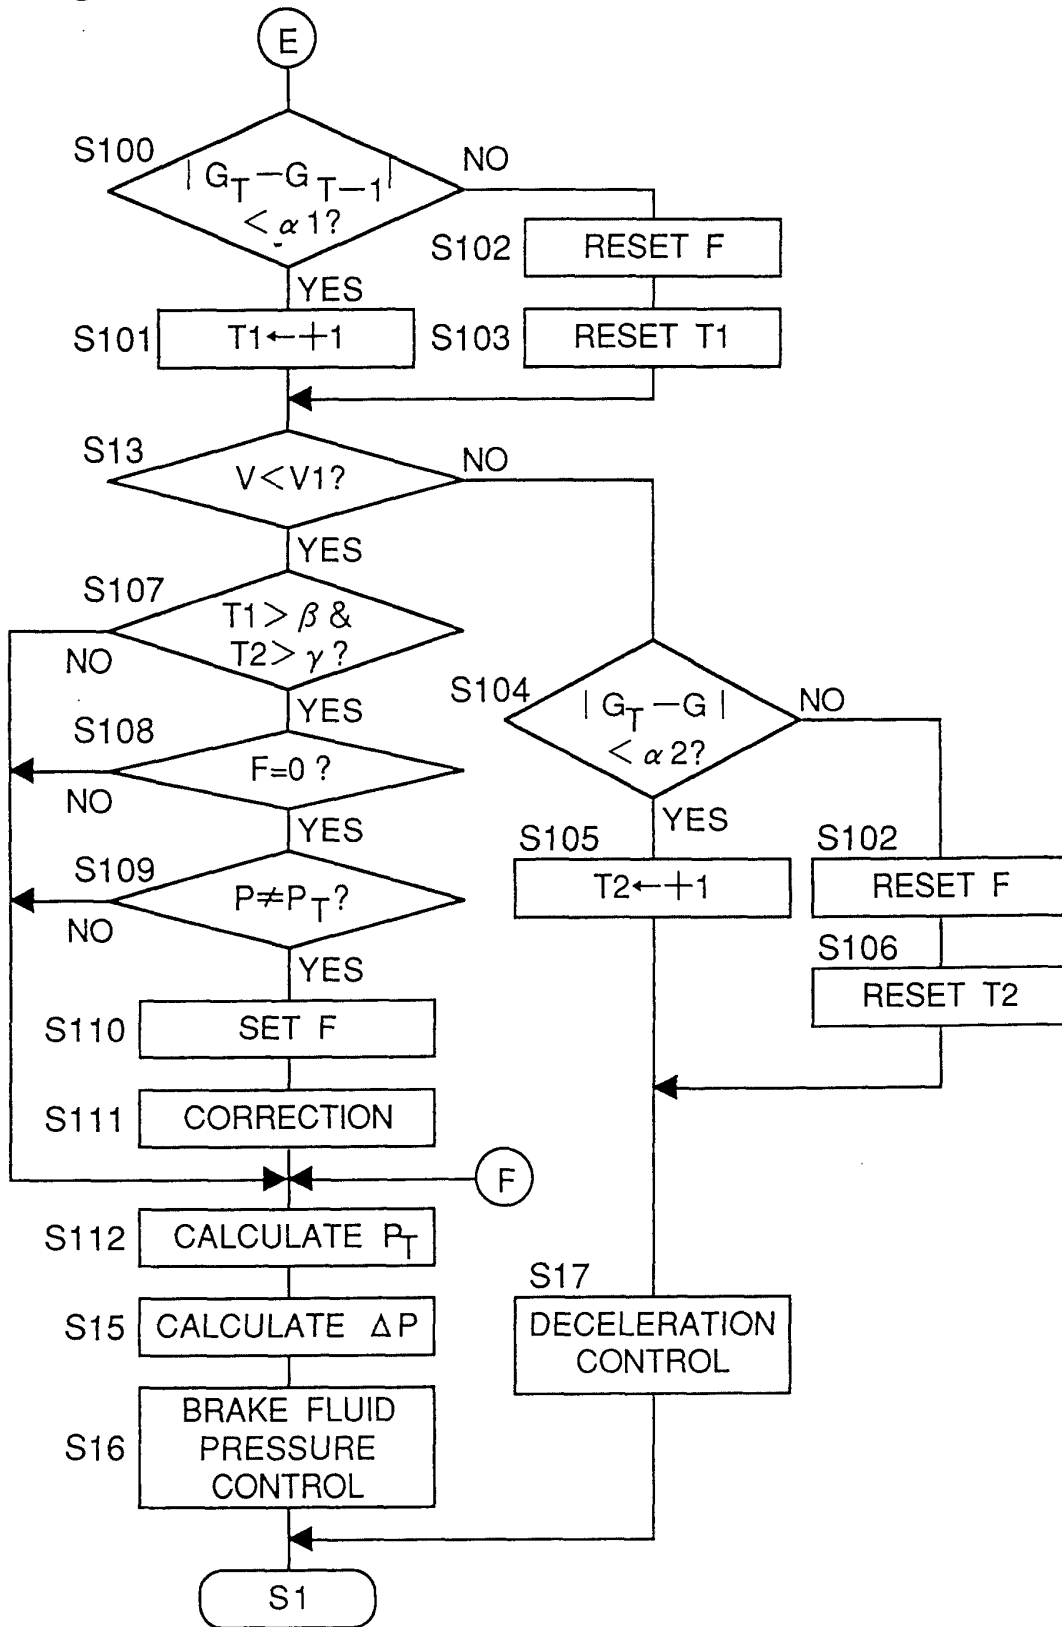 E
S100
| G_T − G_T−1 |
< α1?
NO
YES
S102
RESET F
S101
T1←+1
S103
RESET T1
S13
V<V1?
NO
YES
S107
T1> β &
T2> γ ?
NO
YES
S104
| G_T − G |
< α2?
NO
YES
S108
F=0 ?
NO
YES
S105
T2←+1
S102
RESET F
S109
P≠P_T?
NO
YES
S106
RESET T2
S110
SET F
S111
CORRECTION
F
S112
CALCULATE P_T
S17
DECELERATION
CONTROL
S15
CALCULATE ΔP
S16
BRAKE FLUID
PRESSURE
CONTROL
S1